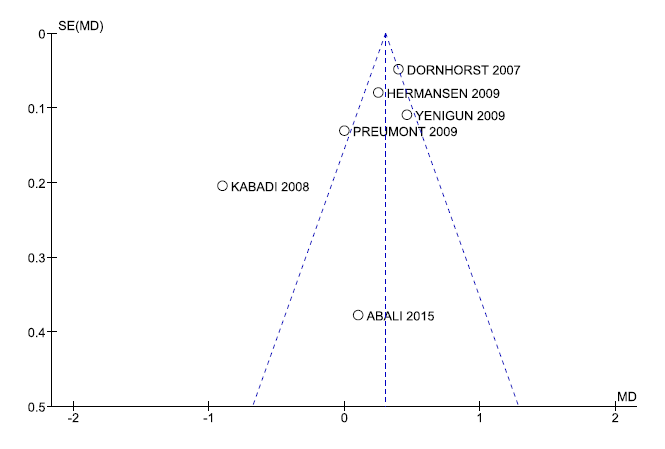 SE(MD)
0
DORNHORST 2007
HERMANSEN 2009
0.1
YENIGUN 2009
PREUMONT 2009
0.2
KABADI 2008
0.3
ABALI 2015
0.4
MD
0.5
-2 -1 0 1 2